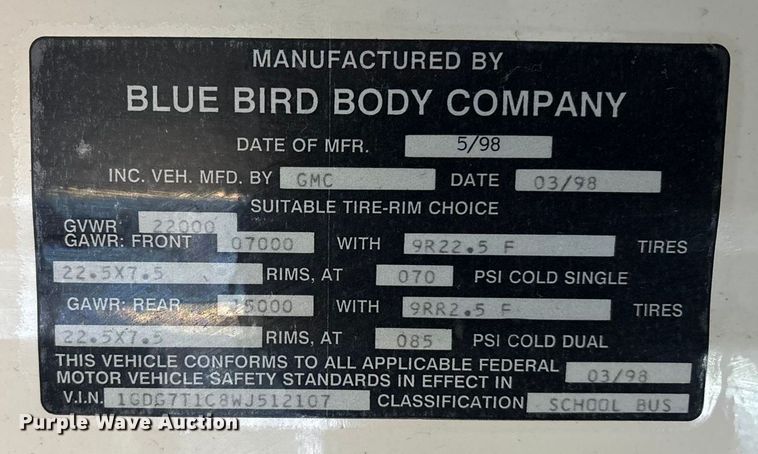 MANUFACTURED BY
BLUE BIRD BODY COMPANY
DATE OF MFR. 5/98
INC. VEH. MFD. BY GMC DATE 03/98
SUITABLE TIRE-RIM CHOICE
GVWR 22000
GAWR: FRONT 07000 WITH 9R22.5 F TIRES
22.5X7.5 RIMS, AT 070 PSI COLD SINGLE
GAWR: REAR 15000 WITH 9RR2.5 F TIRES
22.5X7.5 RIMS, AT 085 PSI COLD DUAL
THIS VEHICLE CONFORMS TO ALL APPLICABLE FEDERAL
MOTOR VEHICLE SAFETY STANDARDS IN EFFECT IN 03/98
V.I.N. 1GDG7T1C8WJ512107 CLASSIFICATION SCHOOL BUS
Purple Wave Auction